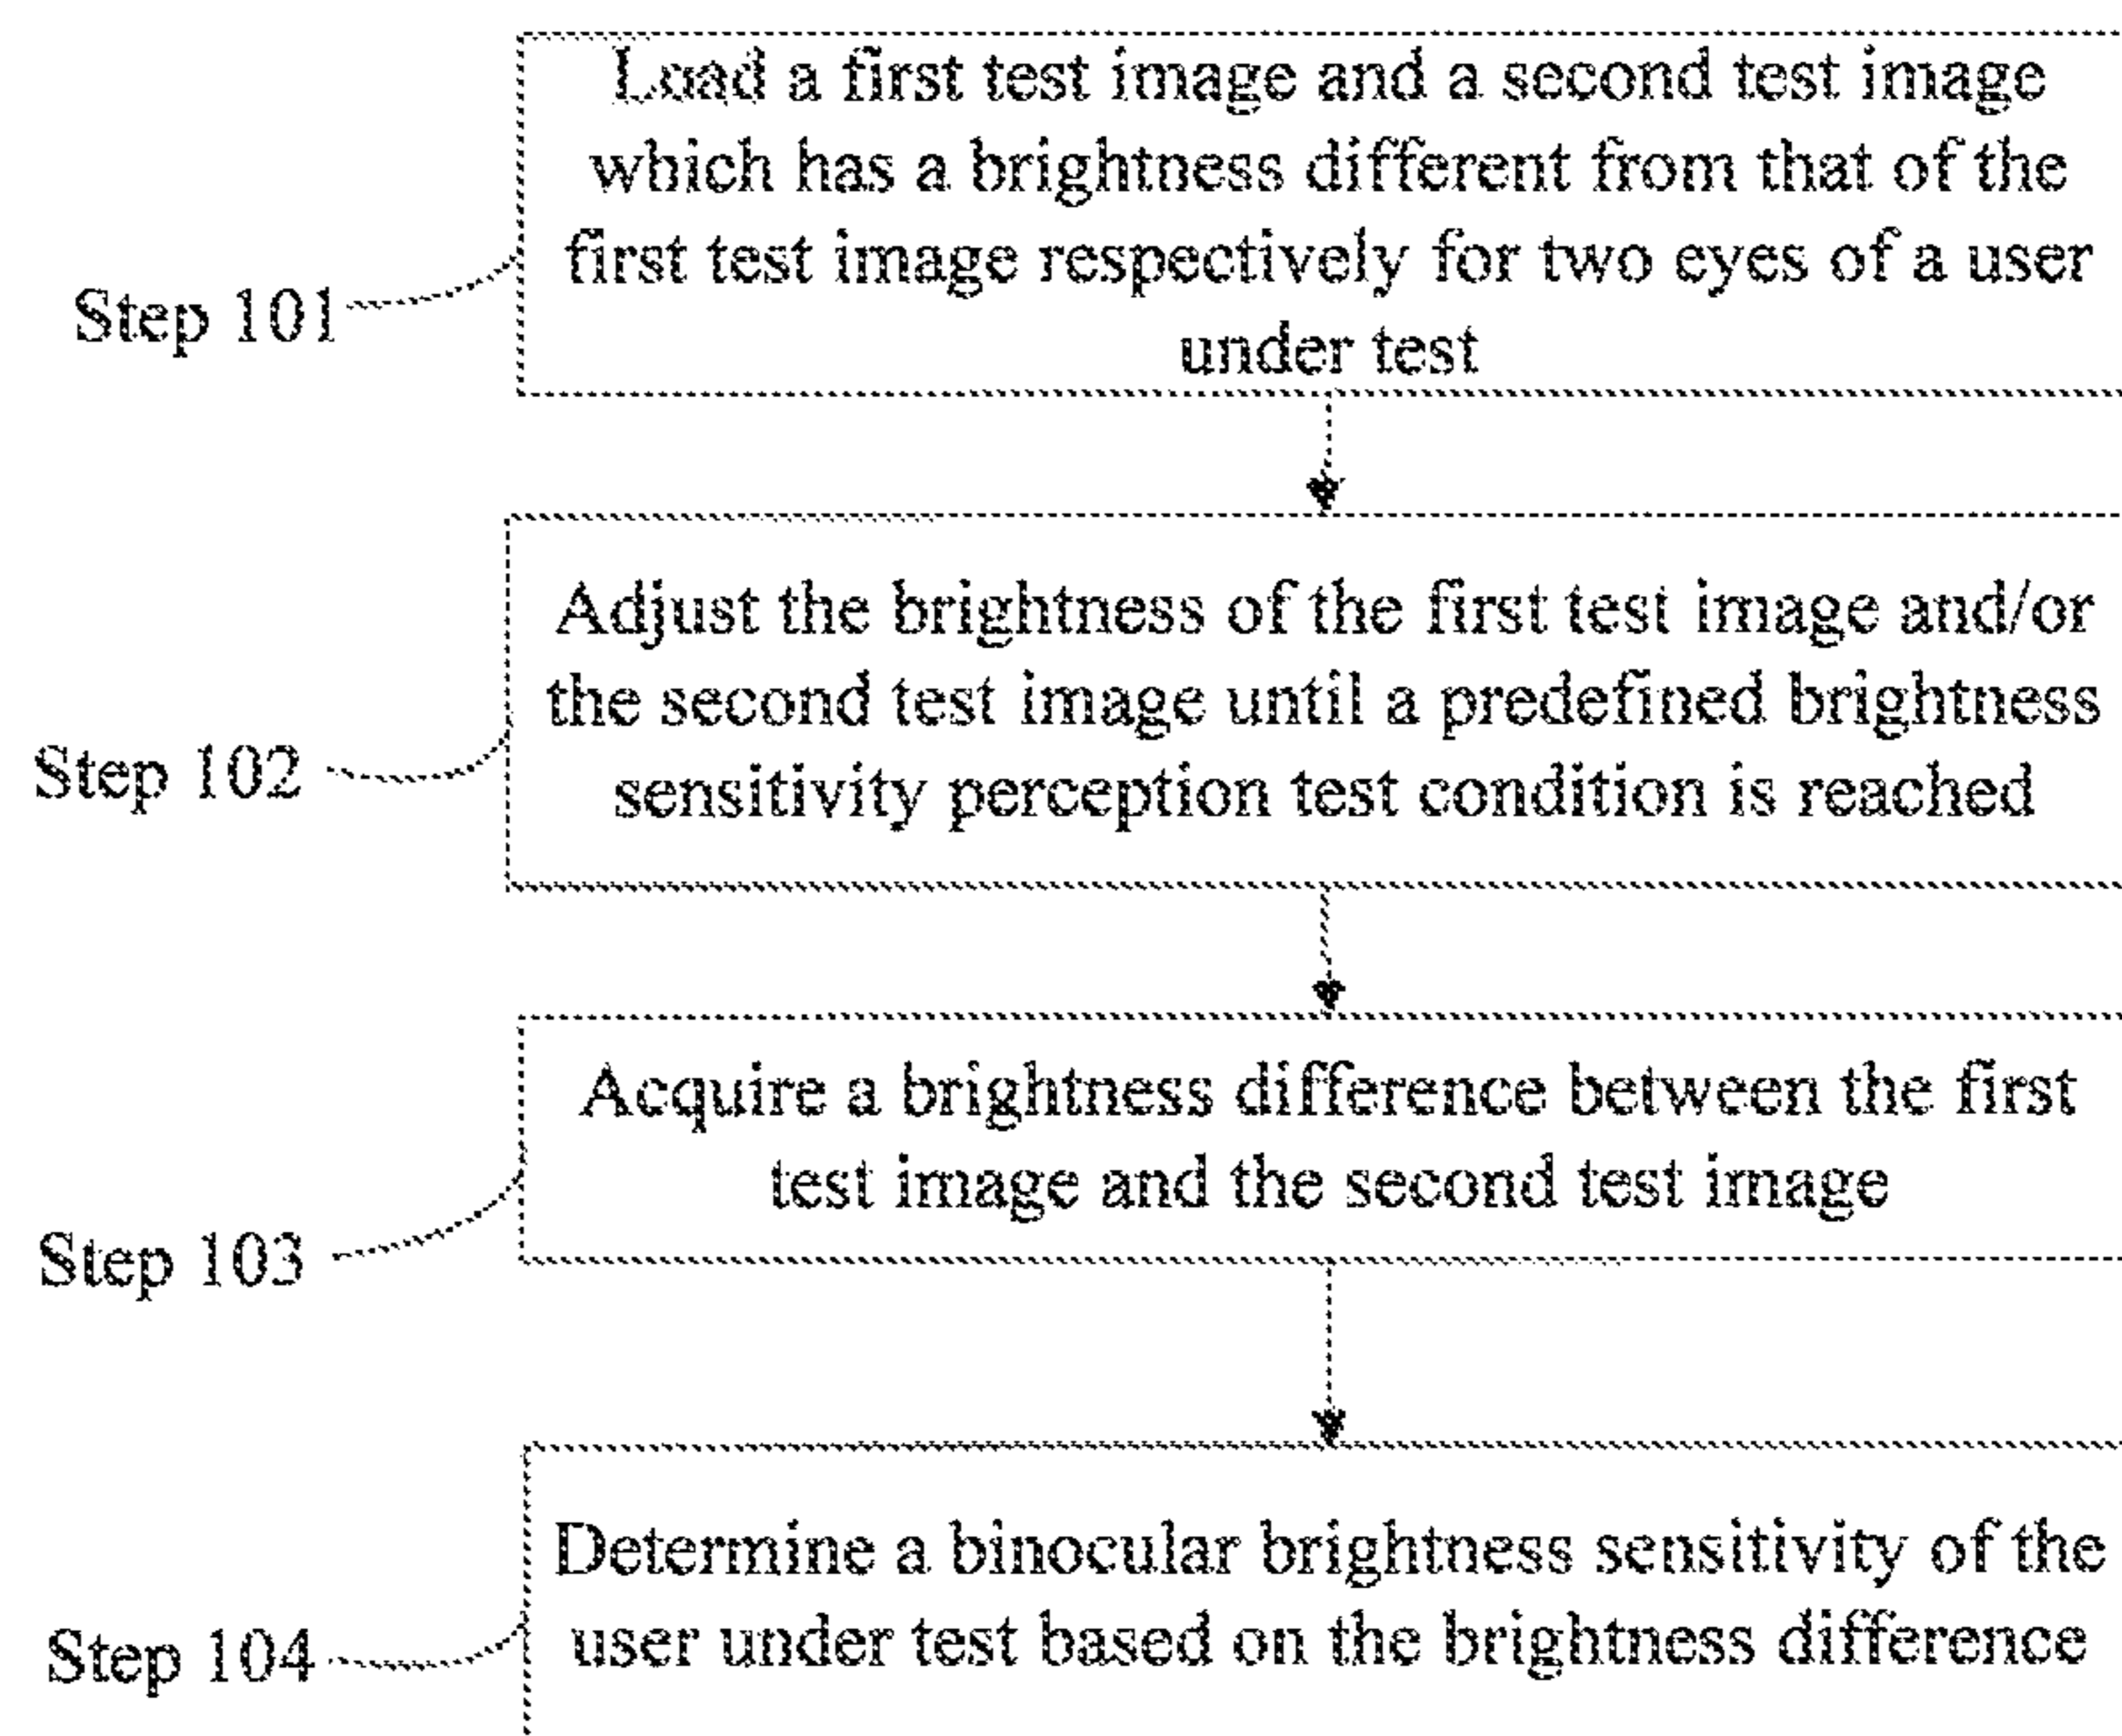 Load a first test image and a second test image
which has a brightness different from that of the
first test image respectively for two eyes of a user
under test
Step 101
Adjust the brightness of the first test image and/or
the second test image until a predefined brightness
sensitivity perception test condition is reached
Step 102
Acquire a brightness difference between the first
test image and the second test image
Step 103
Determine a binocular brightness sensitivity of the
user under test based on the brightness difference
Step 104